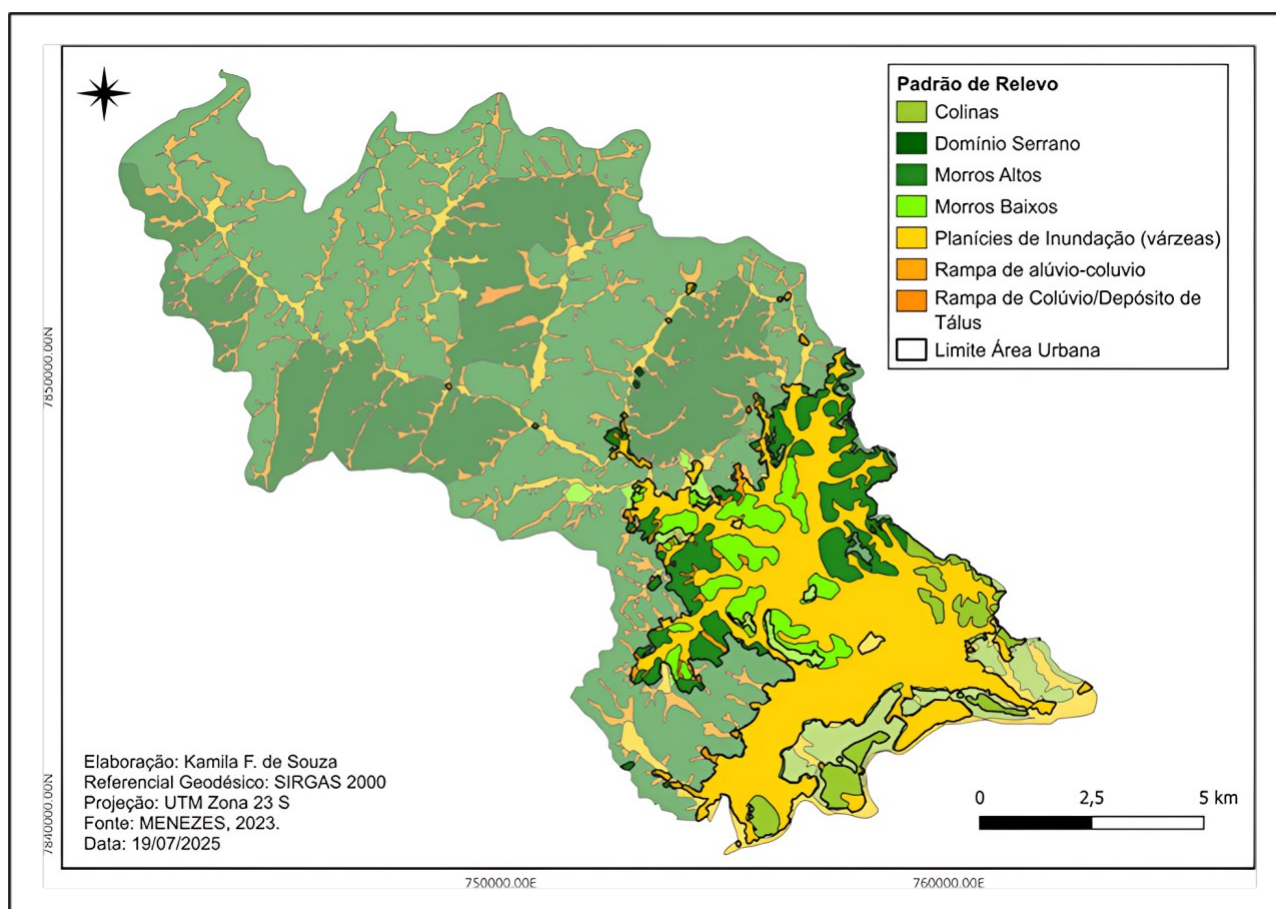 Padrão de Relevo
Colinas
Domínio Serrano
Morros Altos
Morros Baixos
Planícies de Inundação (várzeas)
Rampa de alúvio-coluvio
Rampa de Colúvio/Depósito de
Tálus
Limite Área Urbana
7850000.00N
7840000.00N
Elaboração: Kamila F. de Souza
Referencial Geodésico: SIRGAS 2000
Projeção: UTM Zona 23 S
Fonte: MENEZES, 2023.
Data: 19/07/2025
0 2,5 5 km
750000.00E 760000.00E